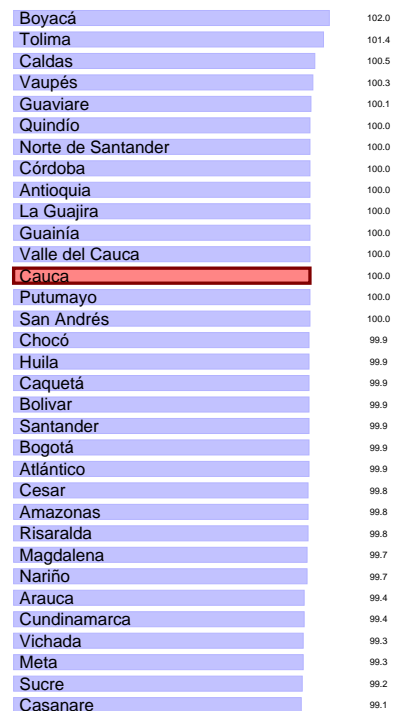 Boyacá 102.0
Tolima 101.4
Caldas 100.5
Vaupés 100.3
Guaviare 100.1
Quindío 100.0
Norte de Santander 100.0
Córdoba 100.0
Antioquia 100.0
La Guajira 100.0
Guainía 100.0
Valle del Cauca 100.0
Cauca 100.0
Putumayo 100.0
San Andrés 100.0
Chocó 99.9
Huila 99.9
Caquetá 99.9
Bolivar 99.9
Santander 99.9
Bogotá 99.9
Atlántico 99.9
Cesar 99.8
Amazonas 99.8
Risaralda 99.8
Magdalena 99.7
Nariño 99.7
Arauca 99.4
Cundinamarca 99.4
Vichada 99.3
Meta 99.3
Sucre 99.2
Casanare 99.1